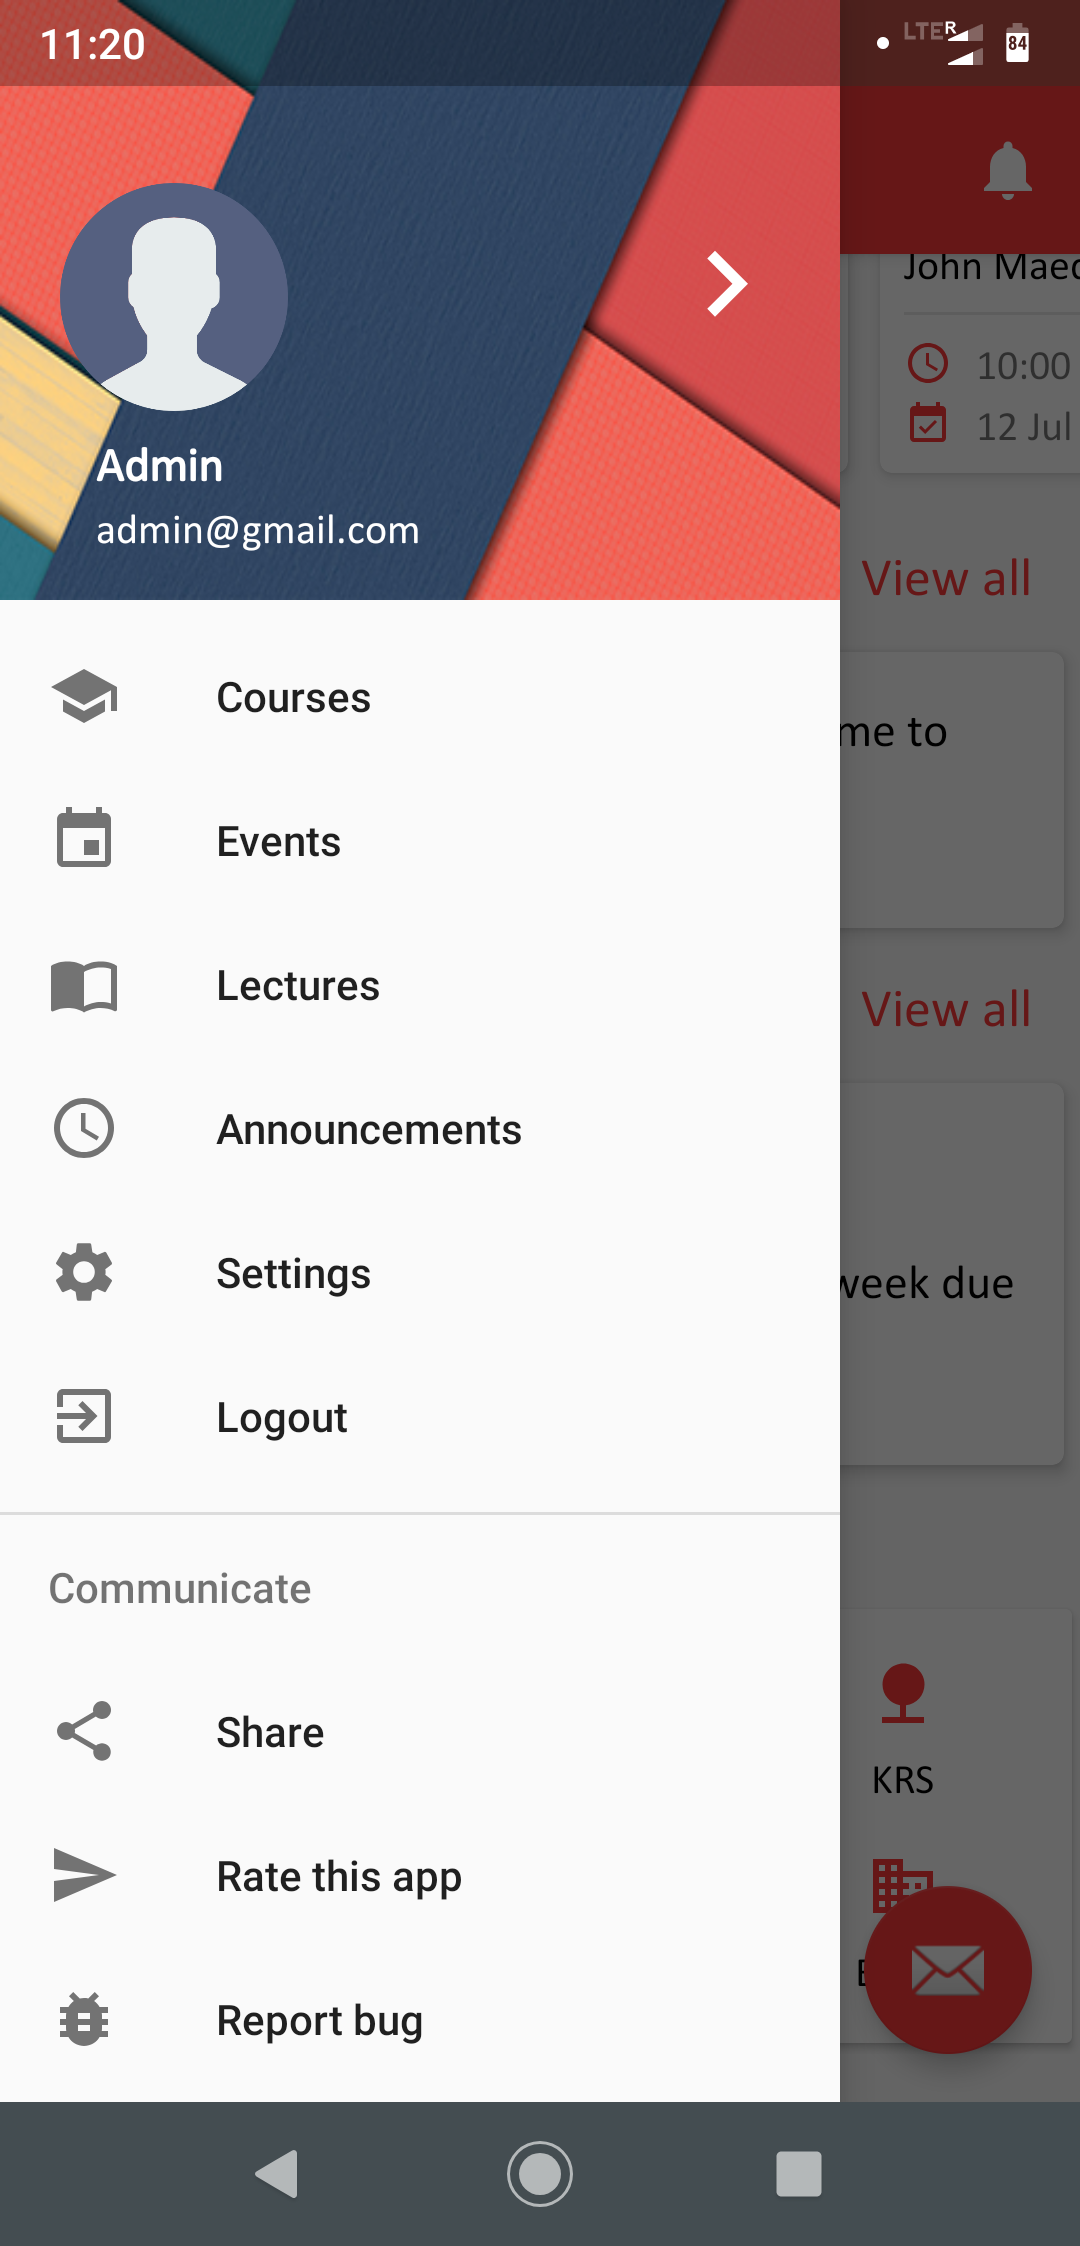 11:20
LTE R
84
John Maed
10:00
12 Jul
Admin
admin@gmail.com
View all
Courses
me to
Events
Lectures
View all
Announcements
Settings
week due
Logout
Communicate
Share
KRS
Rate this app
Report bug